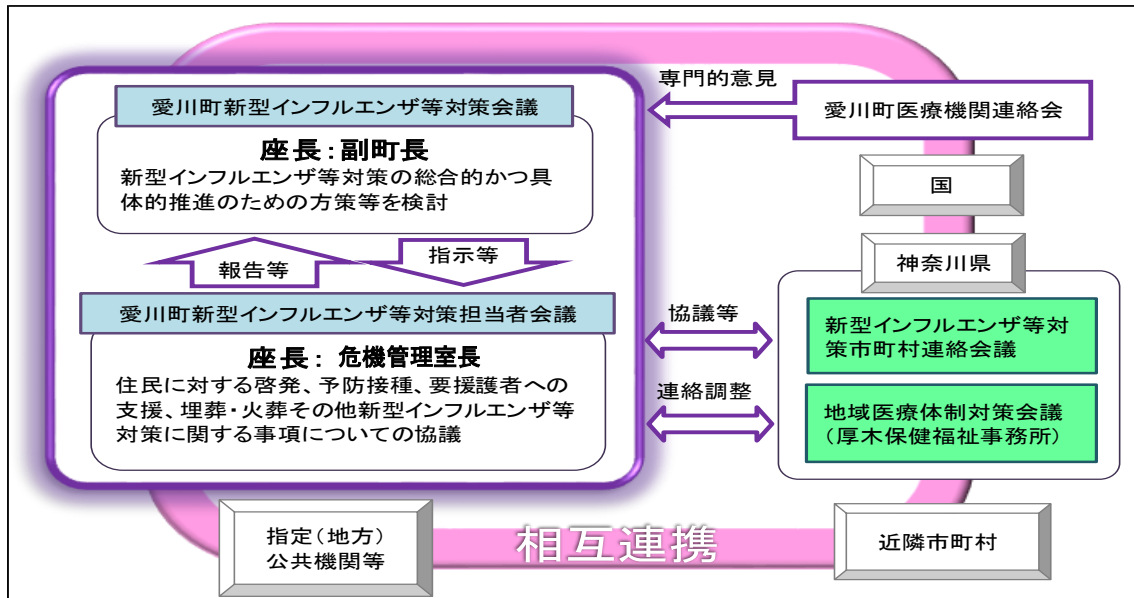 専門的意見
愛川町新型インフルエンザ等対策会議
愛川町医療機関連絡会
座長：副町長
新型インフルエンザ等対策の総合的かつ具
体的推進のための方策等を検討
国
報告等
指示等
神奈川県
愛川町新型インフルエンザ等対策担当者会議
協議等
新型インフルエンザ等対
策市町村連絡会議
座長： 危機管理室長
住民に対する啓発、予防接種、要援護者への
支援、埋葬・火葬その他新型インフルエンザ等
対策に関する事項についての協議
連絡調整
地域医療体制対策会議
（厚木保健福祉事務所）
指定（地方）
公共機関等
相互連携
近隣市町村